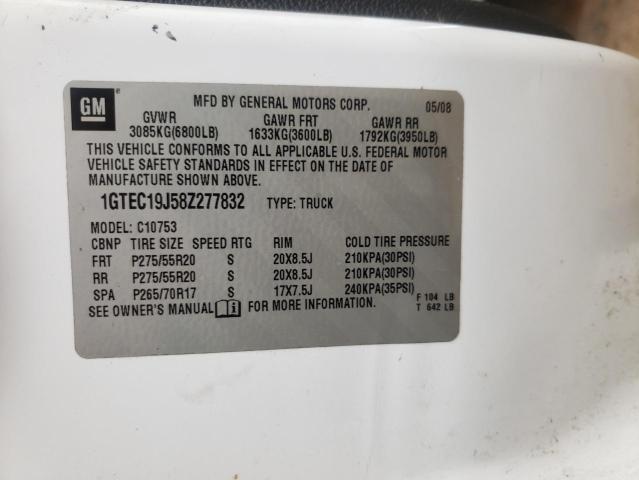 GM ® MFD BY GENERAL MOTORS CORP. 05/08
GVWR GAWR FRT GAWR RR
3085KG(6800LB) 1633KG(3600LB) 1792KG(3950LB)
THIS VEHICLE CONFORMS TO ALL APPLICABLE U.S. FEDERAL MOTOR
VEHICLE SAFETY STANDARDS IN EFFECT ON THE DATE OF
MANUFACTURE SHOWN ABOVE.
1GTEC19J58Z277832 TYPE: TRUCK
MODEL: C10753
CBNP TIRE SIZE SPEED RTG RIM COLD TIRE PRESSURE
FRT P275/55R20 S 20X8.5J 210KPA(30PSI)
RR P275/55R20 S 20X8.5J 210KPA(30PSI)
SPA P265/70R17 S 17X7.5J 240KPA(35PSI)
SEE OWNER'S MANUAL i FOR MORE INFORMATION. F 104 LB
T 642 LB